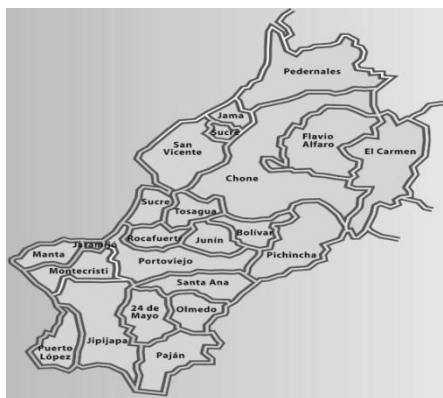 Pedernales
Jama
Sucre
San
Vicente
Flavio
Alfaro
El Carmen
Chone
Sucre
Tosagua
Rocafuerte
Junín
Bolívar
Jaramijó
Manta
Montecristi
Portoviejo
Pichincha
Santa Ana
24 de
Mayo
Olmedo
Puerto
López
Jipijapa
Paján